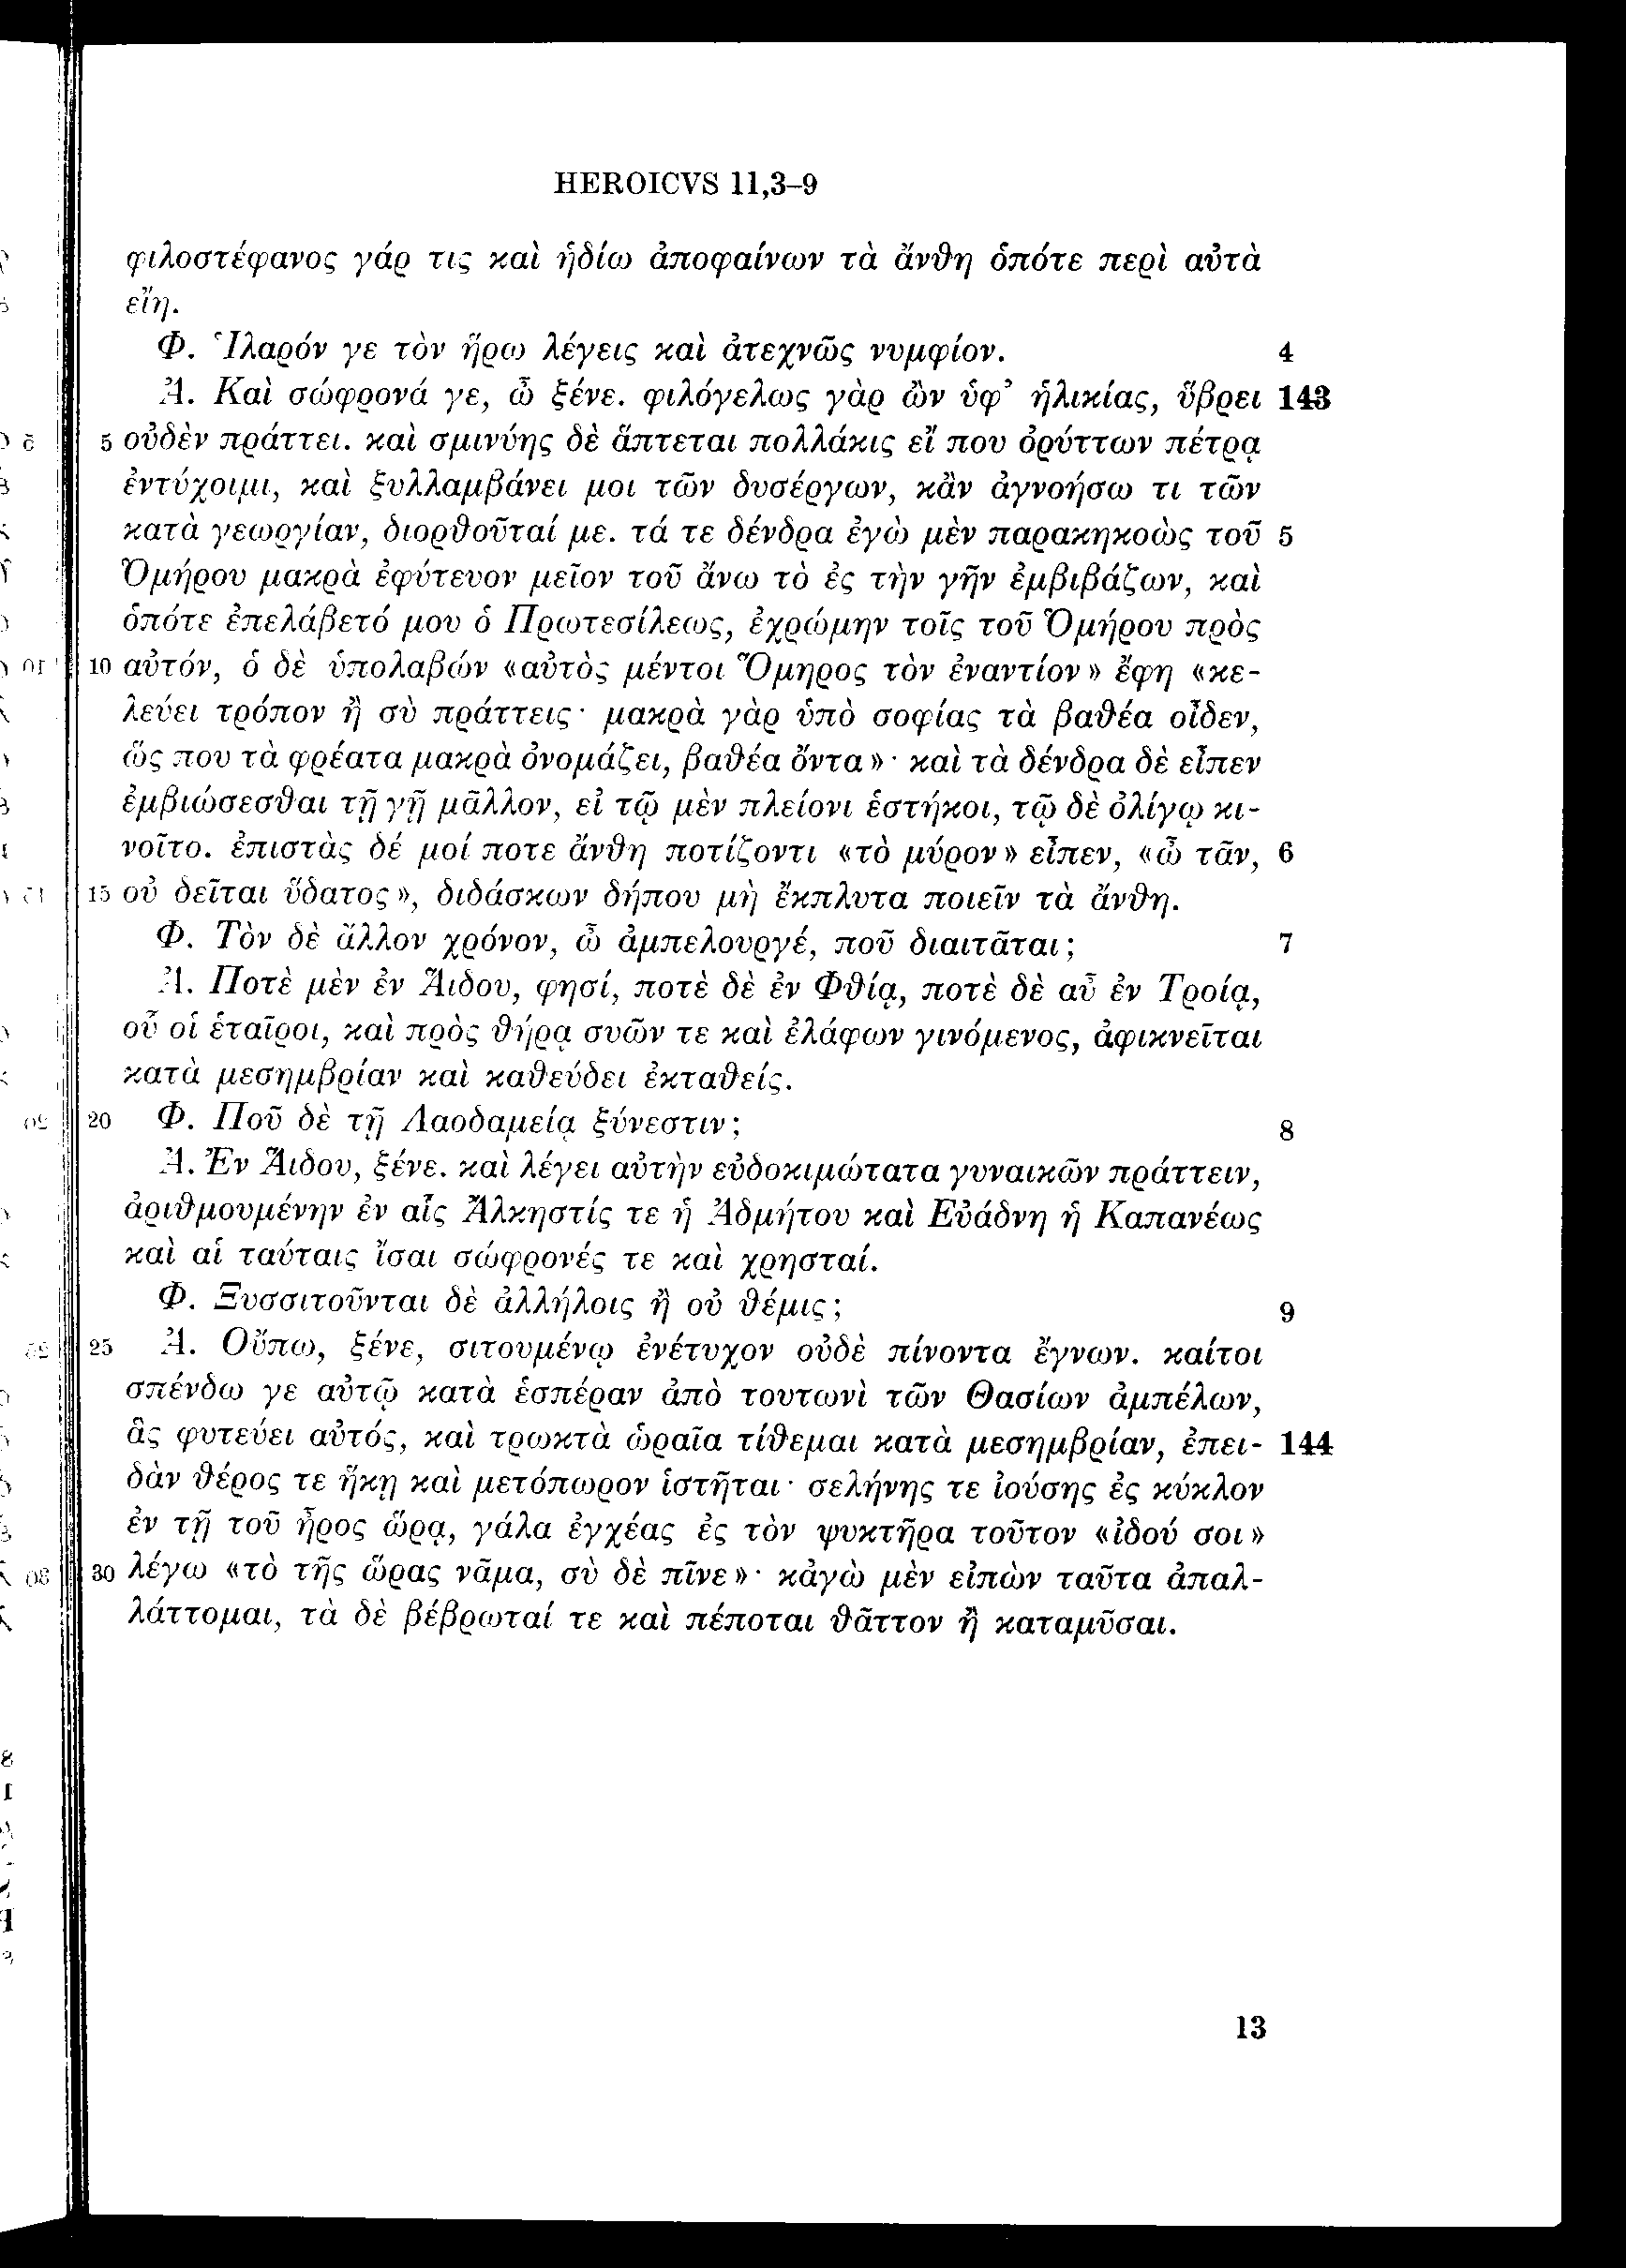 HEROICVS 11,3–9
φιλοστέφανος γάρ τις καὶ ἡδίω ἀποφαίνων τὰ ἄνθη ὁπότε περὶ αὐτὰ
εἴη.
Φ. Ἱλαρόν γε τὸν ἥρω λέγεις καὶ ἀτεχνῶς νυμφίον. 4
Ἀ. Καὶ σώφρονά γε, ὦ ξένε. φιλόγελως γὰρ ὢν ὑφ’ ἡλικίας, ὕβρει 143
5 οὐδὲν πράττει. καὶ σμινύης δὲ ἅπτεται πολλάκις εἴ που ὀρύττων πέτρᾳ
ἐντύχοιμι, καὶ ξυλλαμβάνει μοι τῶν δυσέργων, κἂν ἀγνοήσω τι τῶν
κατὰ γεωργίαν, διορθοῦταί με. τά τε δένδρα ἐγὼ μὲν παρακηκοὼς τοῦ 5
Ὁμήρου μακρὰ ἐφύτευον μεῖον τοῦ ἄνω τὸ ἐς τὴν γῆν ἐμβιβάζων, καὶ
ὁπότε ἐπελάβετό μου ὁ Πρωτεσίλεως, ἐχρώμην τοῖς τοῦ Ὁμήρου πρὸς
10 αὐτόν, ὁ δὲ ὑπολαβών «αὐτὸς μέντοι Ὅμηρος τὸν ἐναντίον» ἔφη «κε-
λεύει τρόπον ἢ σὺ πράττεις· μακρὰ γὰρ ὑπὸ σοφίας τὰ βαθέα οἶδεν,
ὥς που τὰ φρέατα μακρὰ ὀνομάζει, βαθέα ὄντα»· καὶ τὰ δένδρα δὲ εἶπεν
ἐμβιώσεσθαι τῇ γῇ μᾶλλον, εἰ τῷ μὲν πλείονι ἑστήκοι, τῷ δὲ ὀλίγῳ κι-
νοῖτο. ἐπιστὰς δέ μοί ποτε ἄνθη ποτίζοντι «τὸ μύρον» εἶπεν, «ὦ τᾶν, 6
15 οὐ δεῖται ὕδατος», διδάσκων δήπου μὴ ἔκπλυτα ποιεῖν τὰ ἄνθη.
Φ. Τὸν δὲ ἄλλον χρόνον, ὦ ἀμπελουργέ, ποῦ διαιτᾶται; 7
Ἀ. Ποτὲ μὲν ἐν Ἅιδου, φησί, ποτὲ δὲ ἐν Φθίᾳ, ποτὲ δὲ αὖ ἐν Τροίᾳ,
οὗ οἱ ἑταῖροι, καὶ πρὸς θήρᾳ συῶν τε καὶ ἐλάφων γινόμενος, ἀφικνεῖται
κατὰ μεσημβρίαν καὶ καθεύδει ἐκταθείς.
20 Φ. Ποῦ δὲ τῇ Λαοδαμείᾳ ξύνεστιν; 8
Ἀ. Ἐν Ἅιδου, ξένε. καὶ λέγει αὐτὴν εὐδοκιμώτατα γυναικῶν πράττειν,
ἀριθμουμένην ἐν αἷς Ἄλκηστίς τε ἡ Ἀδμήτου καὶ Εὐάδνη ἡ Καπανέως
καὶ αἱ ταύταις ἴσαι σώφρονές τε καὶ χρησταί.
Φ. Ξυσσιτοῦνται δὲ ἀλλήλοις ἢ οὐ θέμις; 9
25 Ἀ. Οὔπω, ξένε, σιτουμένῳ ἐνέτυχον οὐδὲ πίνοντα ἔγνων. καίτοι
σπένδω γε αὐτῷ κατὰ ἑσπέραν ἀπὸ τουτωνὶ τῶν Θασίων ἀμπέλων,
ἃς φυτεύει αὐτός, καὶ τρωκτὰ ὡραῖα τίθεμαι κατὰ μεσημβρίαν, ἐπει- 144
δὰν θέρος τε ἥκῃ καὶ μετόπωρον ἱστῆται· σελήνης τε ἰούσης ἐς κύκλον
ἐν τῇ τοῦ ἦρος ὥρᾳ, γάλα ἐγχέας ἐς τὸν ψυκτῆρα τοῦτον «ἰδού σοι»
30 λέγω «τὸ τῆς ὥρας νᾶμα, σὺ δὲ πῖνε»· κἀγὼ μὲν εἰπὼν ταῦτα ἀπαλ-
λάττομαι, τὰ δὲ βέβρωταί τε καὶ πέποται θᾶττον ἢ καταμῦσαι.
13